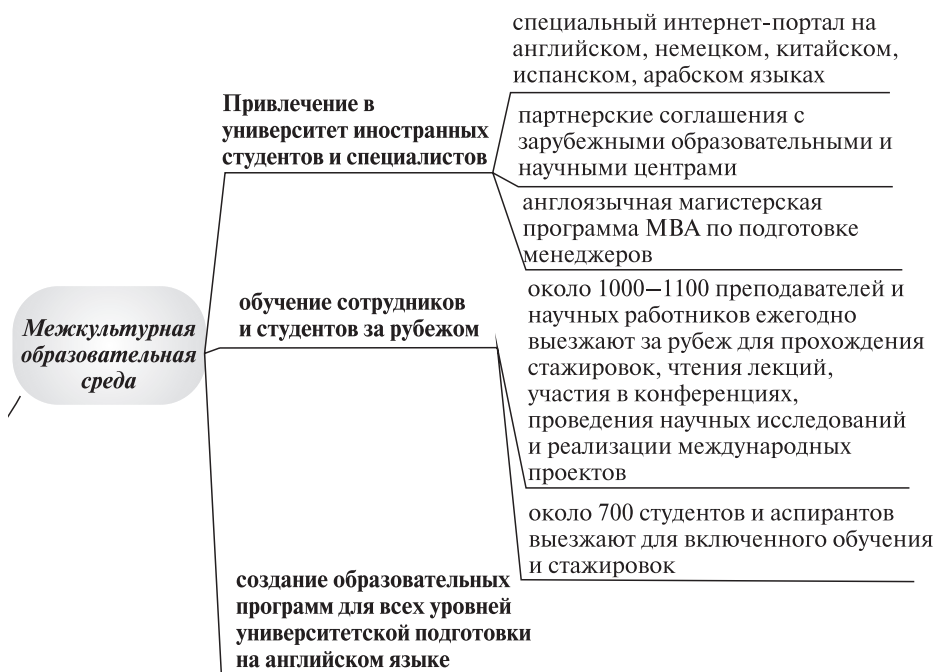 Межкультурная
образовательная
среда
Привлечение в
университет иностранных
студентов и специалистов
специальный интернет-портал на
английском, немецком, китайском,
испанском, арабском языках
партнерские соглашения с
зарубежными образовательными и
научными центрами
англоязычная магистерская
программа MBA по подготовке
менеджеров
обучение сотрудников
и студентов за рубежом
около 1000–1100 преподавателей и
научных работников ежегодно
выезжают за рубеж для прохождения
стажировок, чтения лекций,
участия в конференциях,
проведения научных исследований
и реализации международных
проектов
около 700 студентов и аспирантов
выезжают для включенного обучения
и стажировок
создание образовательных
программ для всех уровней
университетской подготовки
на английском языке